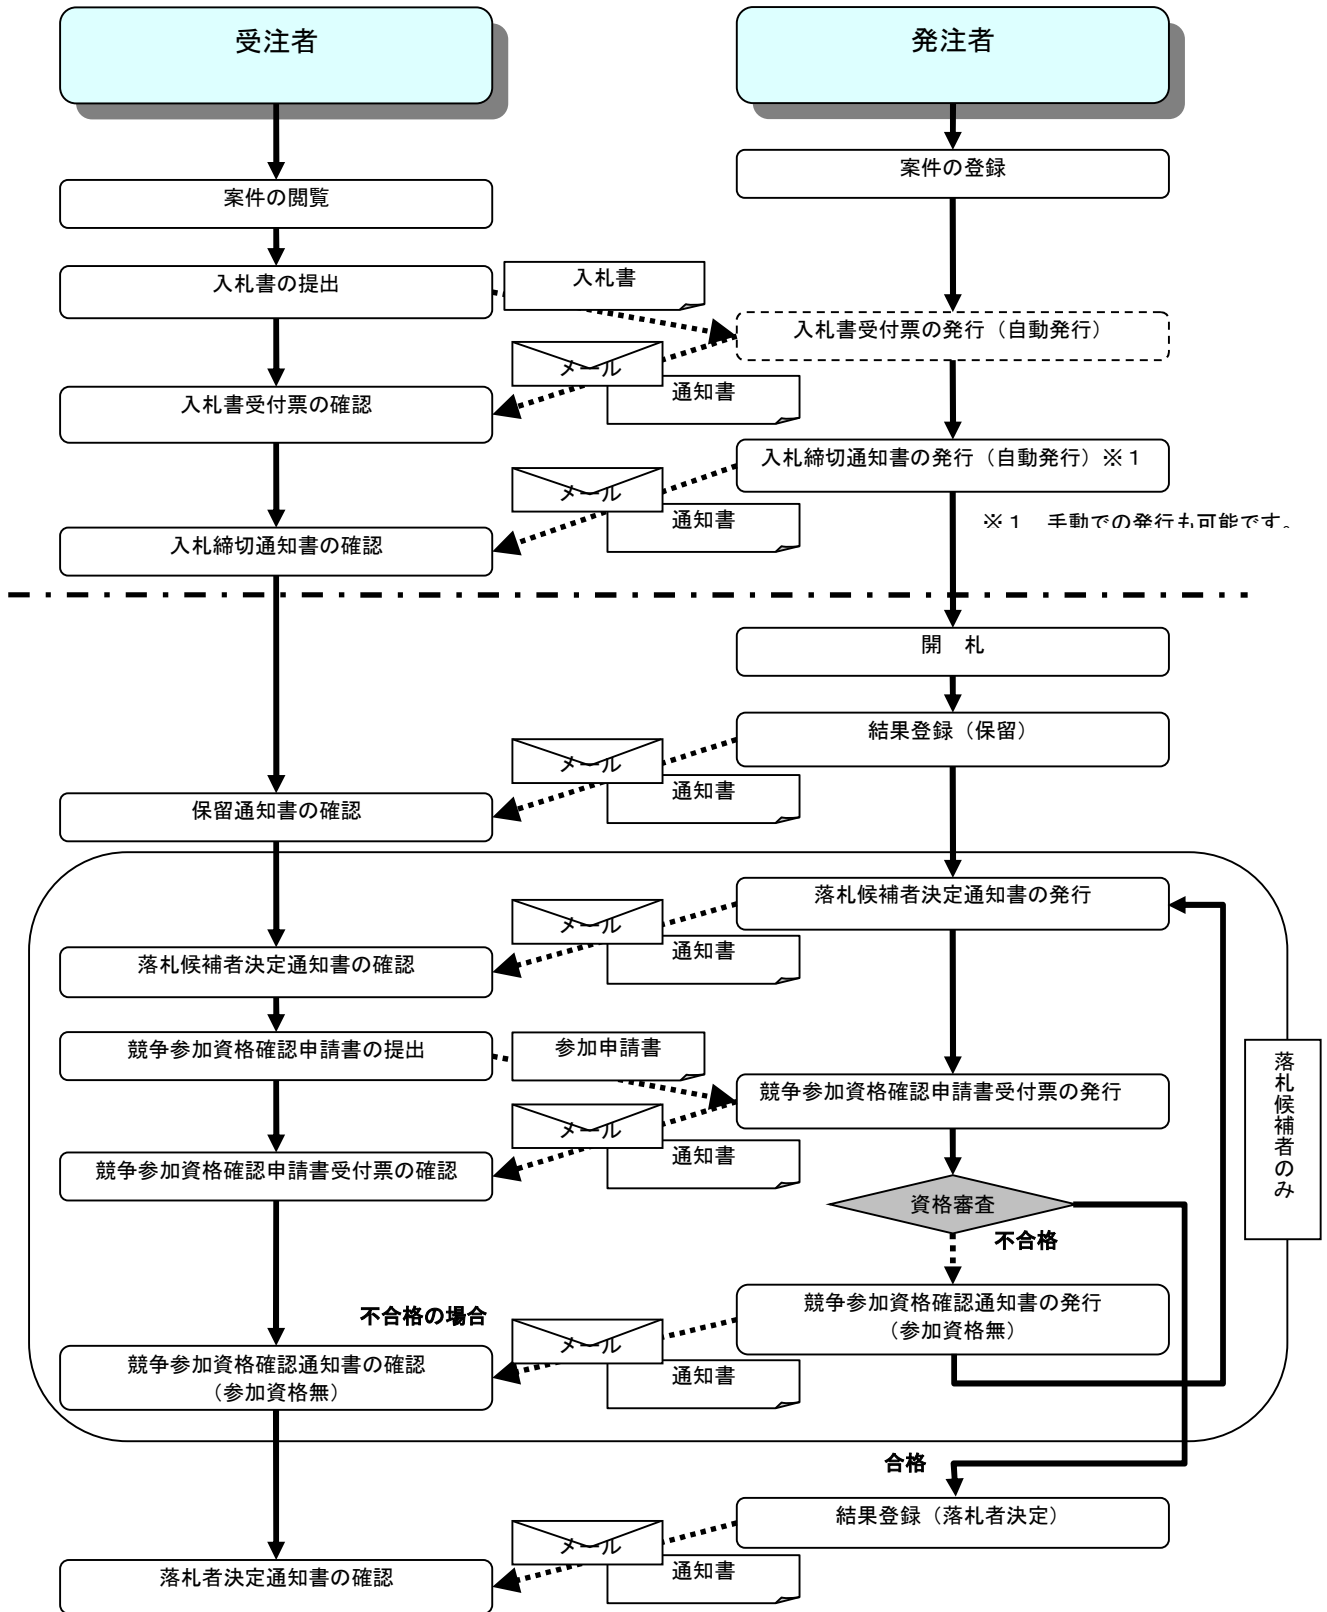 受注者
発注者
案件の登録
案件の閲覧
入札書の提出
入札書
入札書受付票の発行（自動発行）
メール
通知書
入札書受付票の確認
入札締切通知書の発行（自動発行）※１
メール
通知書
※１　手動での発行も可能です。
入札締切通知書の確認
開　札
結果登録（保留）
メール
通知書
保留通知書の確認
落札候補者決定通知書の発行
メール
通知書
落札候補者決定通知書の確認
競争参加資格確認申請書の提出
参加申請書
競争参加資格確認申請書受付票の発行
メール
通知書
競争参加資格確認申請書受付票の確認
落札候補者のみ
資格審査
不合格
競争参加資格確認通知書の発行
（参加資格無）
不合格の場合
メール
通知書
競争参加資格確認通知書の確認
（参加資格無）
合格
結果登録（落札者決定）
メール
通知書
落札者決定通知書の確認